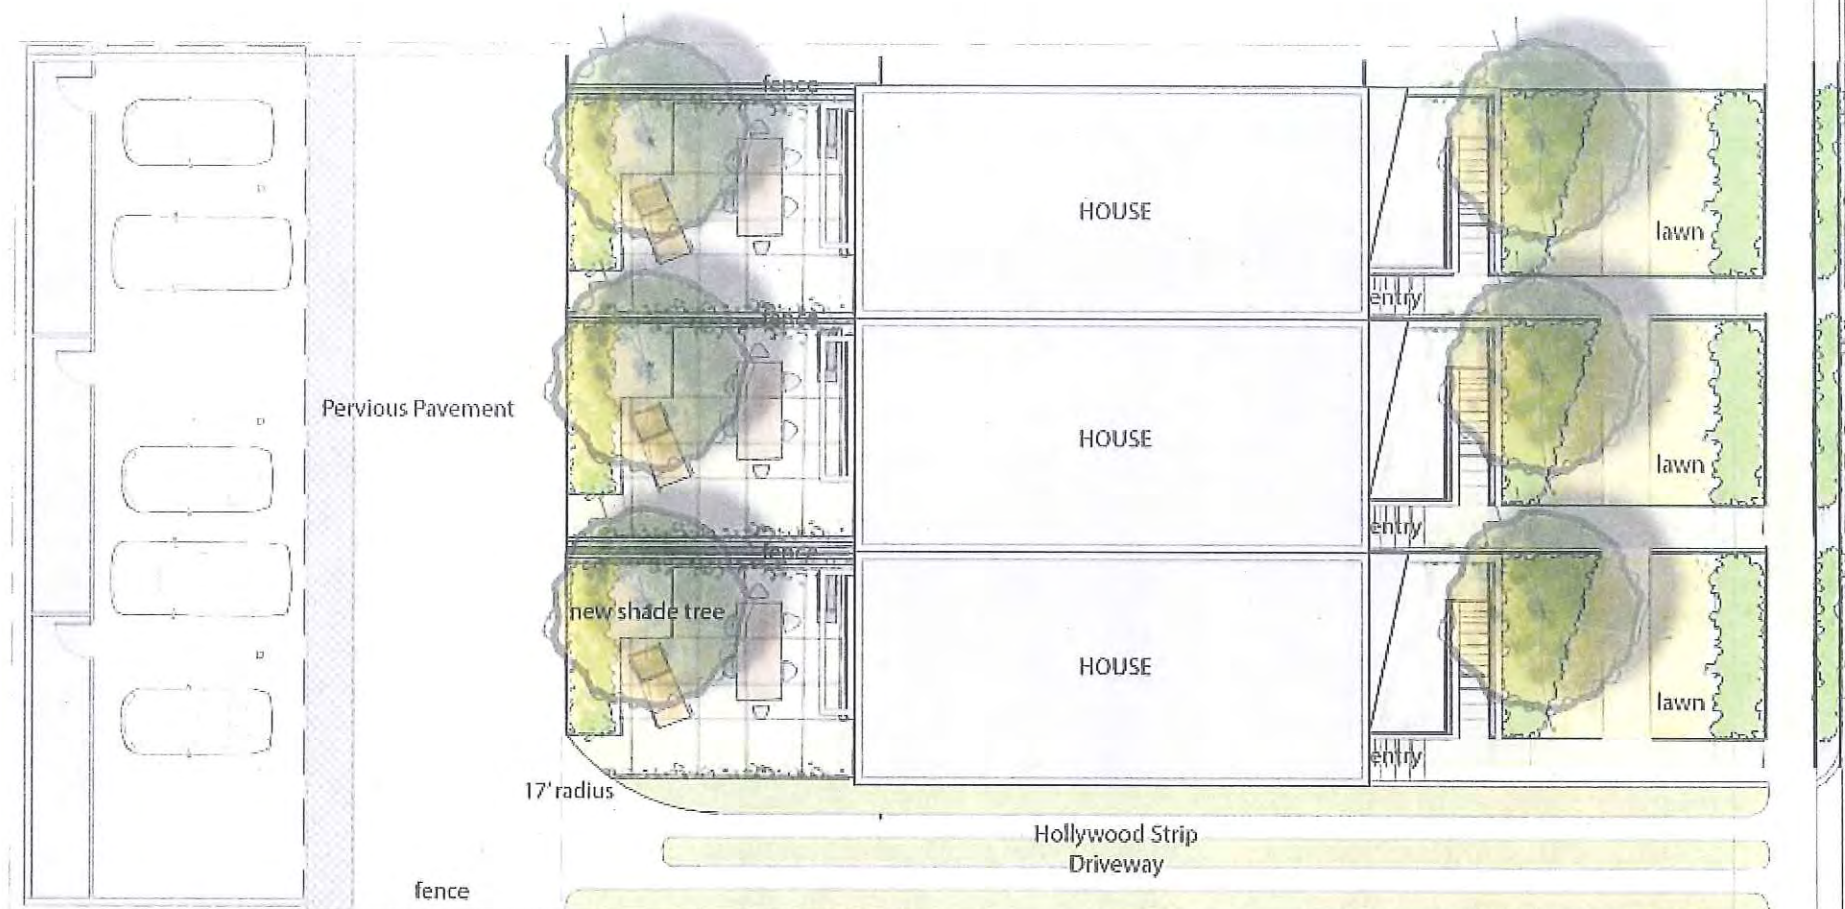 fence
HOUSE
lawn
entry
fence
Pervious Pavement
HOUSE
lawn
entry
fence
new shade tree
HOUSE
lawn
entry
17' radius
Hollywood Strip
Driveway
fence